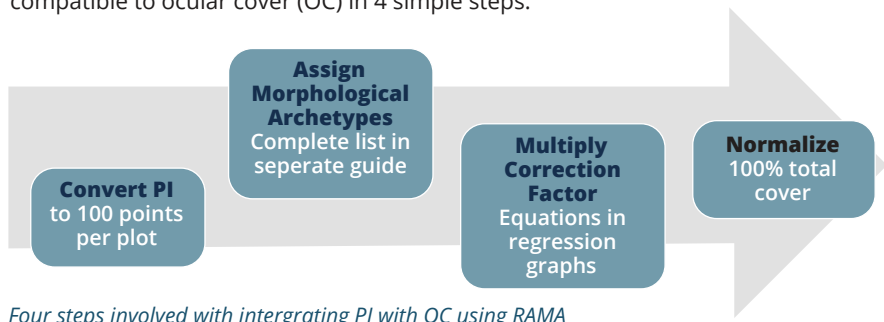 compatible to ocular cover (OC) in 4 simple steps.
Convert PI
to 100 points
per plot
Assign
Morphological
Archetypes
Complete list in
seperate guide
Multiply
Correction
Factor
Equations in
regression
graphs
Normalize
100% total
cover
Four steps involved with intergrating PI with OC using RAMA